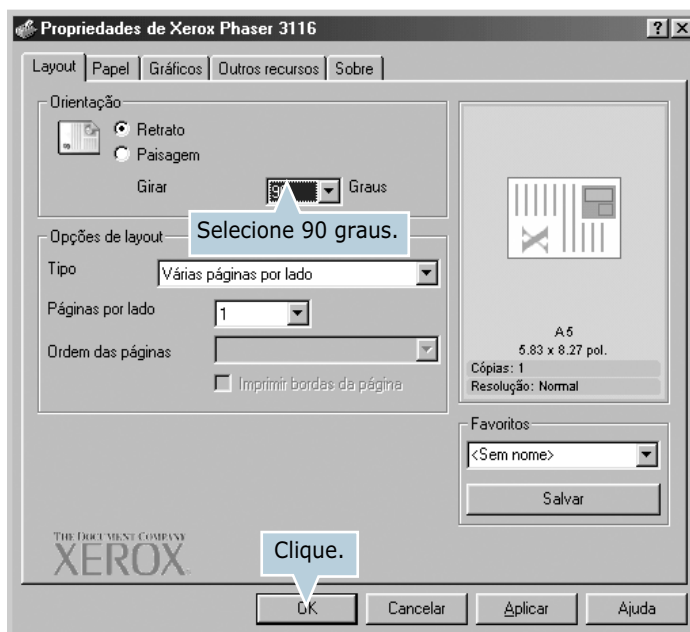 Propriedades de Xerox Phaser 3116
Layout Papel Gráficos Outros recursos Sobre
Orientação
Retrato
Paisagem
Girar Graus
Selecione 90 graus.
Opções de layout
Tipo Várias páginas por lado
Páginas por lado 1
Ordem das páginas
Imprimir bordas da página
A5
5.83 x 8.27 pol.
Cópias: 1
Resolução: Normal
Favoritos
<Sem nome>
Salvar
THE DOCUMENT COMPANY
XEROX
Clique.
OK Cancelar Aplicar Ajuda